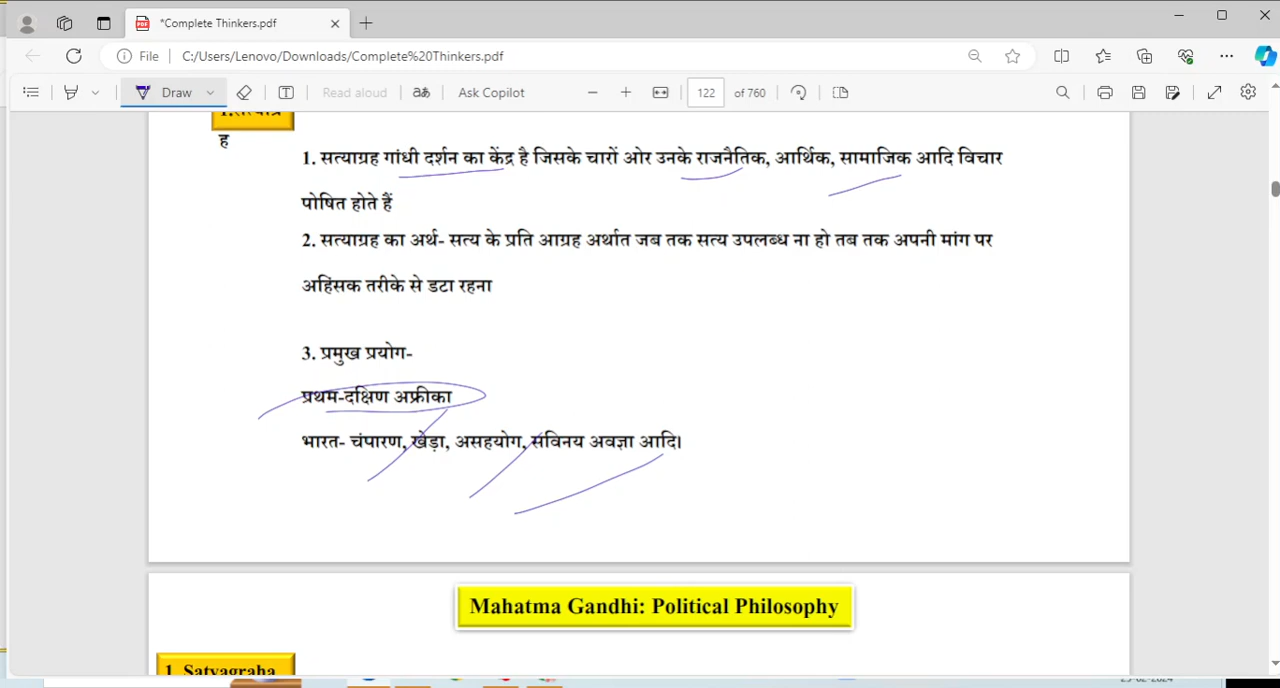 *Complete Thinkers.pdf
File C:/Users/Lenovo/Downloads/Complete%20Thinkers.pdf
Draw Read aloud Ask Copilot 122 of 760
1.सत्याग्र
ह
1. सत्याग्रह गांधी दर्शन का केंद्र है जिसके चारों ओर उनके राजनैतिक, आर्थिक, सामाजिक आदि विचार
पोषित होते हैं
2. सत्याग्रह का अर्थ- सत्य के प्रति आग्रह अर्थात जब तक सत्य उपलब्ध ना हो तब तक अपनी मांग पर
अहिंसक तरीके से डटा रहना
3. प्रमुख प्रयोग-
प्रथम-दक्षिण अफ्रीका
भारत- चंपारण, खेड़ा, असहयोग, सविनय अवज्ञा आदि।
Mahatma Gandhi: Political Philosophy
1. Satyagraha